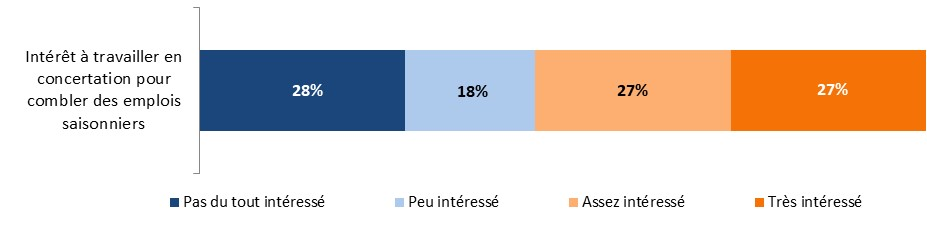 Intérêt à travailler en
concertation pour
combler des emplois
saisonniers
28%
18%
27%
27%
Pas du tout intéressé
Peu intéressé
Assez intéressé
Très intéressé